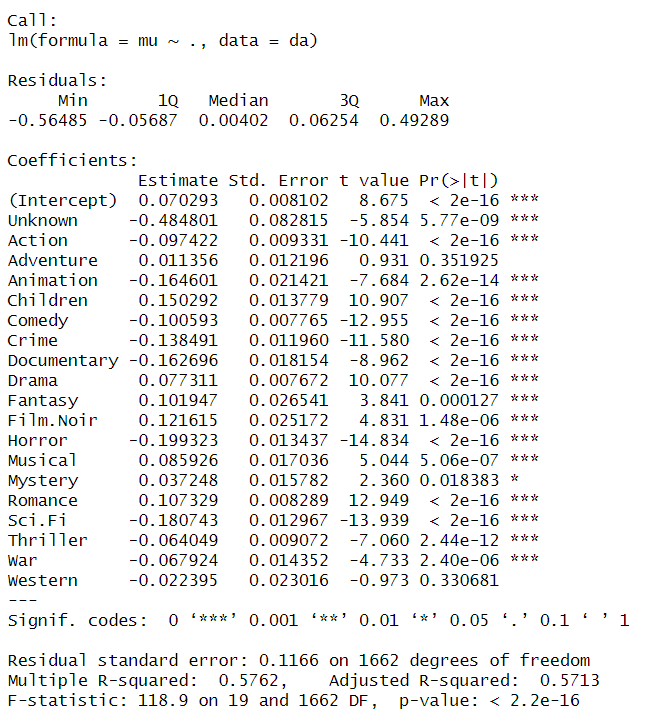 Call:
lm(formula = mu ~ ., data = da)
Residuals:
     Min       1Q   Median       3Q      Max
-0.56485 -0.05687  0.00402  0.06254  0.49289
Coefficients:
             Estimate Std. Error t value Pr(>|t|)
(Intercept)  0.070293   0.008102   8.675  < 2e-16 ***
Unknown     -0.484801   0.082815  -5.854 5.77e-09 ***
Action      -0.097422   0.009331 -10.441  < 2e-16 ***
Adventure    0.011356   0.012196   0.931 0.351925
Animation   -0.164601   0.021421  -7.684 2.62e-14 ***
Children     0.150292   0.013779  10.907  < 2e-16 ***
Comedy      -0.100593   0.007765 -12.955  < 2e-16 ***
Crime       -0.138491   0.011960 -11.580  < 2e-16 ***
Documentary -0.162696   0.018154  -8.962  < 2e-16 ***
Drama        0.077311   0.007672  10.077  < 2e-16 ***
Fantasy      0.101947   0.026541   3.841 0.000127 ***
Film.Noir    0.121615   0.025172   4.831 1.48e-06 ***
Horror      -0.199323   0.013437 -14.834  < 2e-16 ***
Musical      0.085926   0.017036   5.044 5.06e-07 ***
Mystery      0.037248   0.015782   2.360 0.018383 *
Romance      0.107329   0.008289  12.949  < 2e-16 ***
Sci.Fi      -0.180743   0.012967 -13.939  < 2e-16 ***
Thriller    -0.064049   0.009072  -7.060 2.44e-12 ***
War         -0.067924   0.014352  -4.733 2.40e-06 ***
Western     -0.022395   0.023016  -0.973 0.330681
---
Signif. codes:  0 ‘***’ 0.001 ‘**’ 0.01 ‘*’ 0.05 ‘.’ 0.1 ‘ ’ 1
Residual standard error: 0.1166 on 1662 degrees of freedom
Multiple R-squared:  0.5762,    Adjusted R-squared:  0.5713
F-statistic: 118.9 on 19 and 1662 DF,  p-value: < 2.2e-16